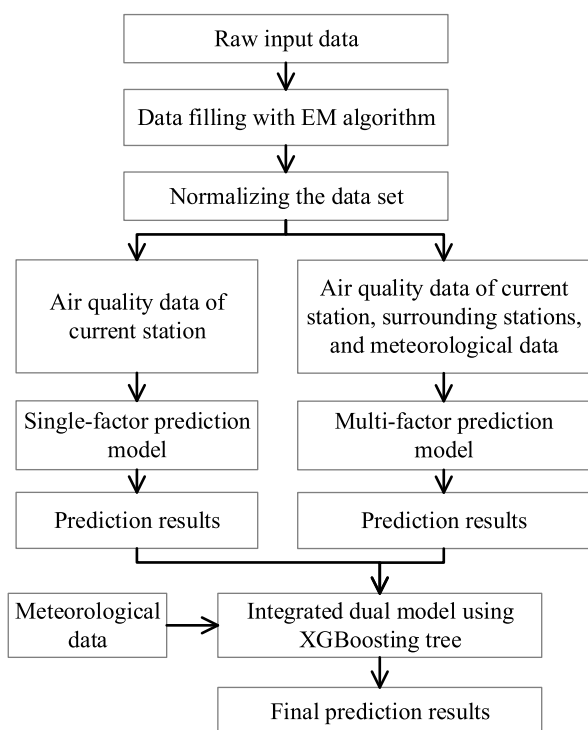 Raw input data
Data filling with EM algorithm
Normalizing the data set
Air quality data of
current station
Air quality data of current
station, surrounding stations,
and meteorological data
Single-factor prediction
model
Multi-factor prediction
model
Prediction results
Prediction results
Meteorological
data
Integrated dual model using
XGBoosting tree
Final prediction results